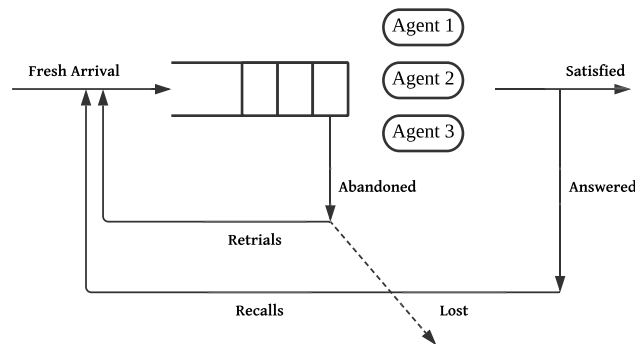 Agent 1
Fresh Arrival
Agent 2
Satisfied
Agent 3
Abandoned
Answered
Retrials
Recalls
Lost